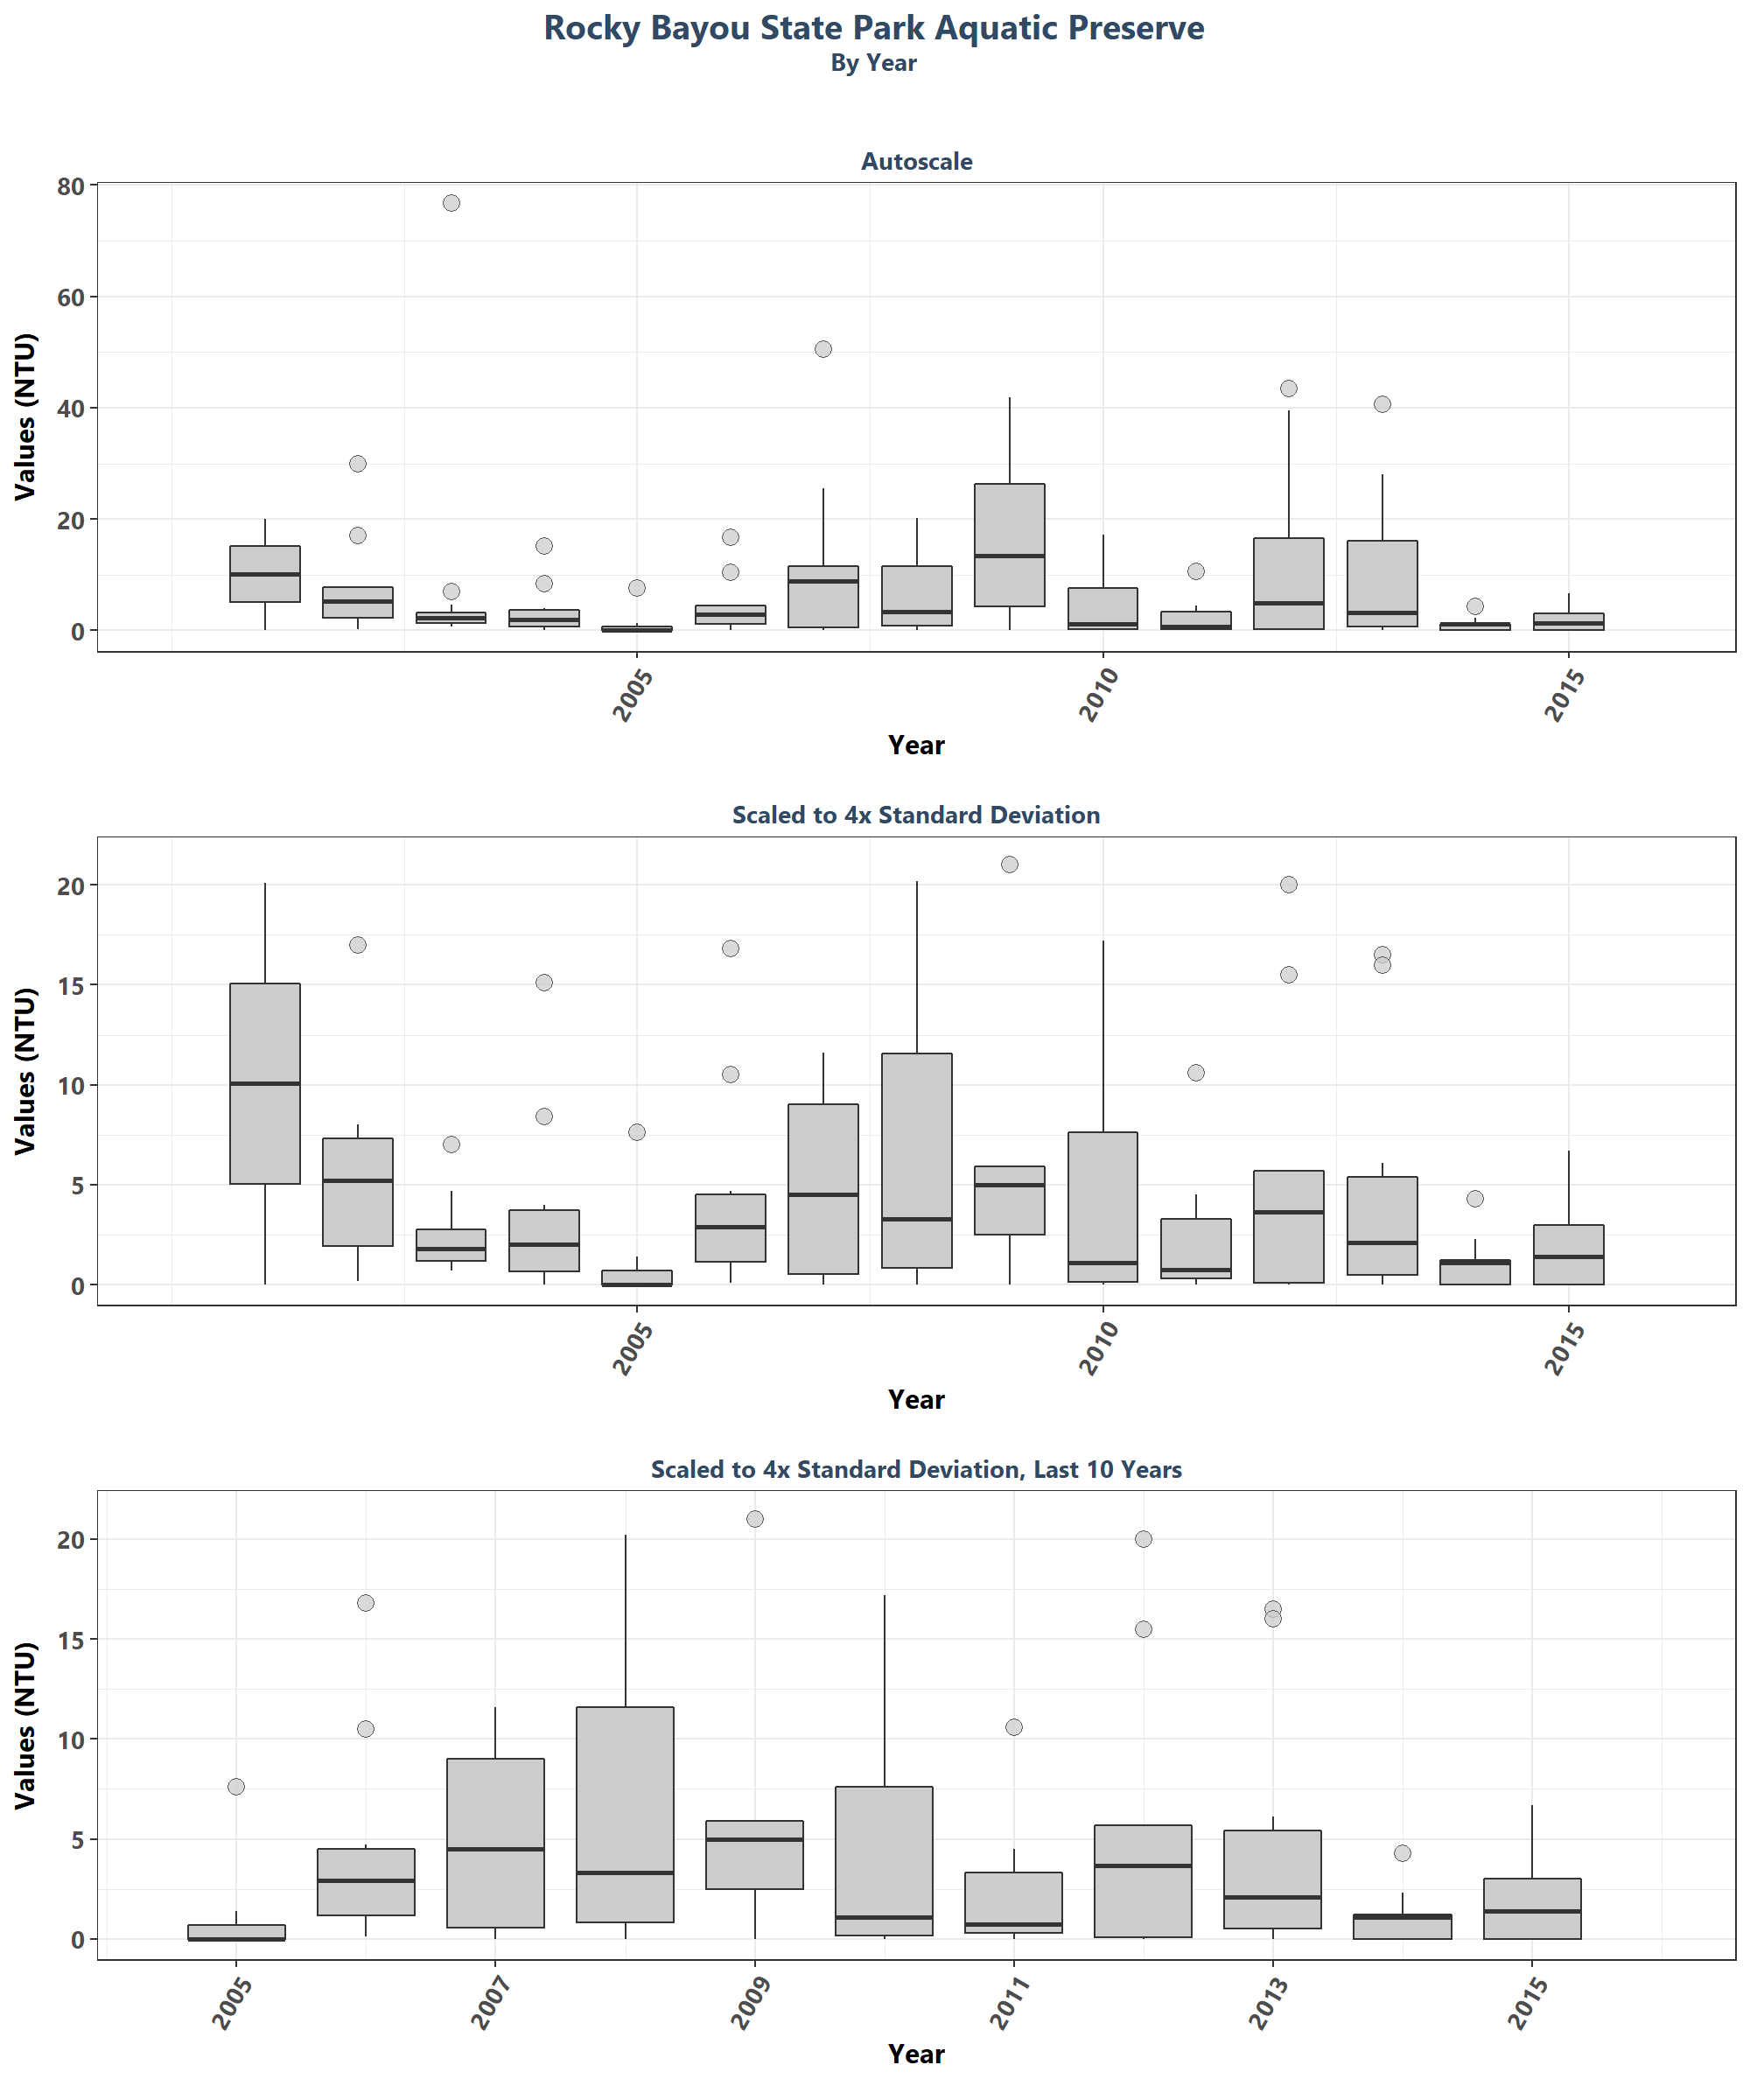 Rocky Bayou State Park Aquatic Preserve
By Year
Autoscale
80
60
40
20
0
Values (NTU)
2005
2010
2015
Year
Scaled to 4x Standard Deviation
20
15
10
5
0
Values (NTU)
2005
2010
2015
Year
Scaled to 4x Standard Deviation, Last 10 Years
20
15
10
5
0
Values (NTU)
2005
2007
2009
2011
2013
2015
Year